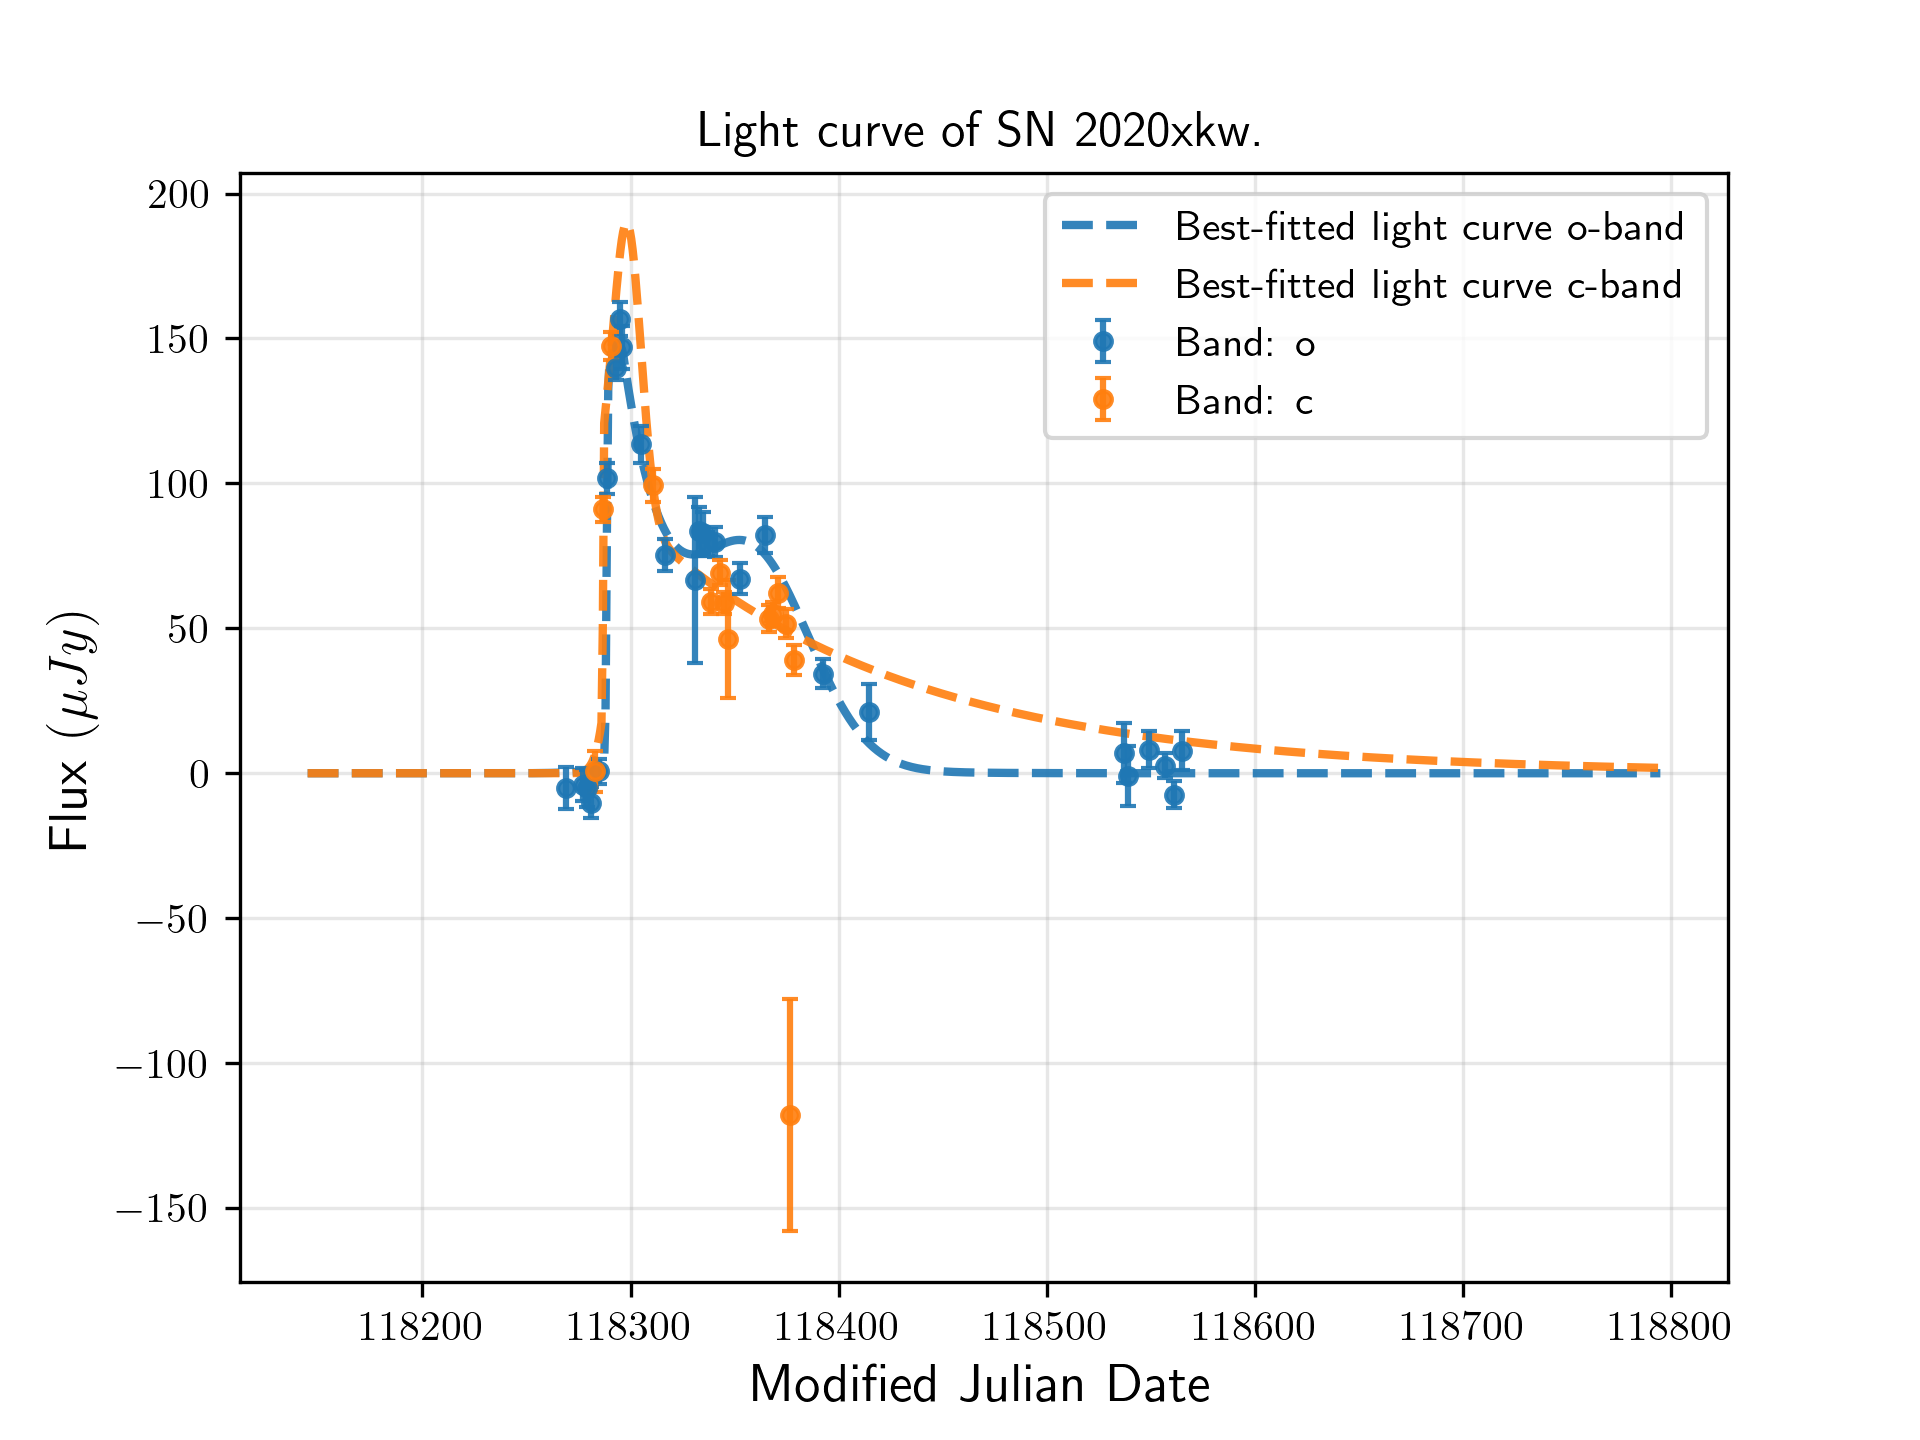 Light curve of SN 2020xkw.
Best-fitted light curve o-band
Best-fitted light curve c-band
Band: o
Band: c
200
150
100
50
0
−50
−100
−150
Flux (μJy)
118200 118300 118400 118500 118600 118700 118800
Modified Julian Date